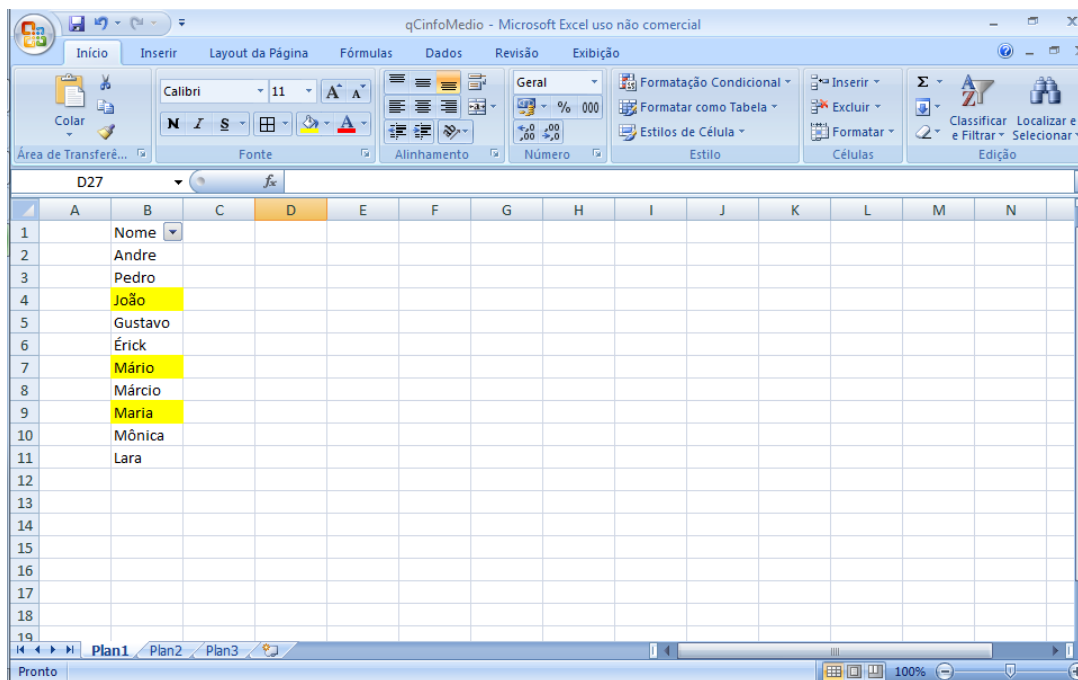 qCinfoMedio - Microsoft Excel uso não comercial
Início Inserir Layout da Página Fórmulas Dados Revisão Exibição
Colar
Calibri 11 A A
N I S A
Geral
% 000
,0 ,00
,00 ,0
Formatação Condicional
Formatar como Tabela
Estilos de Célula
Inserir
Excluir
Formatar
Σ
A
Z
Classificar e Filtrar
Localizar e Selecionar
Área de Transferê... Fonte Alinhamento Número Estilo Células Edição
D27 fx
A B C D E F G H I J K L M N
1 Nome
2 Andre
3 Pedro
4 João
5 Gustavo
6 Érick
7 Mário
8 Márcio
9 Maria
10 Mônica
11 Lara
12
13
14
15
16
17
18
19
Plan1 Plan2 Plan3
Pronto 100%